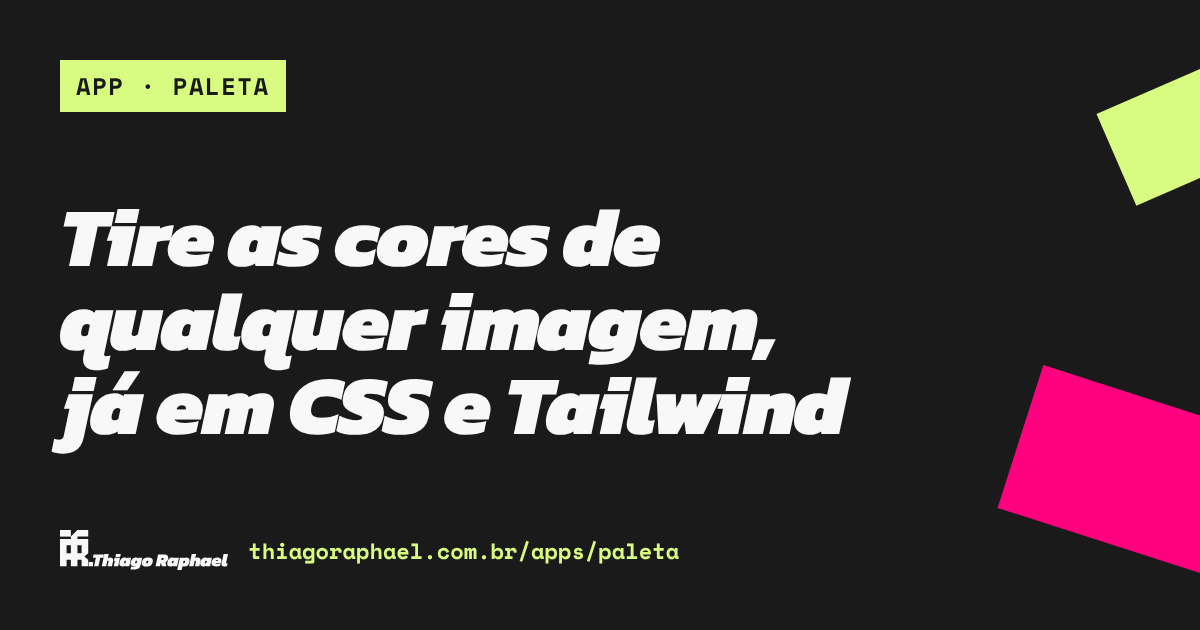 APP · PALETA
Tire as cores de
qualquer imagem,
já em CSS e Tailwind
Thiago Raphael
thiagoraphael.com.br/apps/paleta